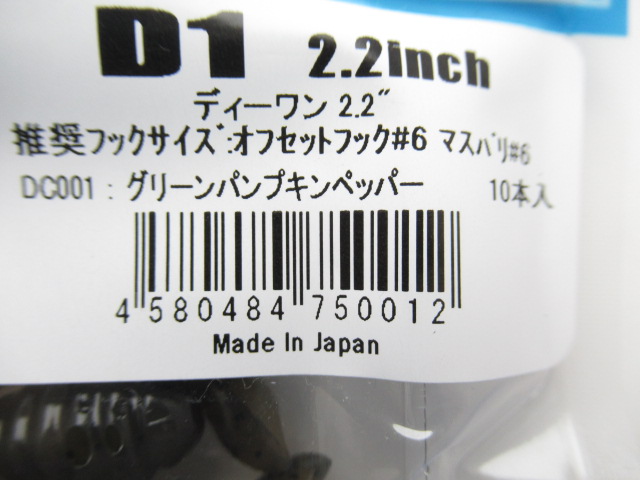 D1 2.2inch
ディーワン 2.2″
推奨フックサイズ:オフセットフック#6 マスバリ#6
DC001：グリーンパンプキンペッパー 10本入
4 580484 750012
Made In Japan